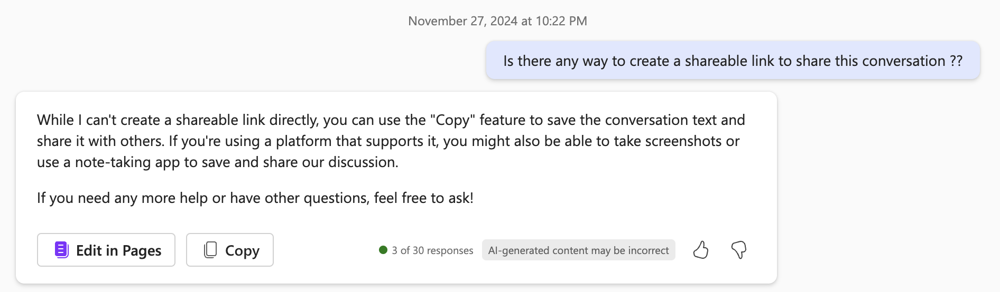 November 27, 2024 at 10:22 PM
Is there any way to create a shareable link to share this conversation ??
While I can't create a shareable link directly, you can use the "Copy" feature to save the conversation text and
share it with others. If you're using a platform that supports it, you might also be able to take screenshots or
use a note-taking app to save and share our discussion.
If you need any more help or have other questions, feel free to ask!
Edit in Pages
Copy
3 of 30 responses
AI-generated content may be incorrect